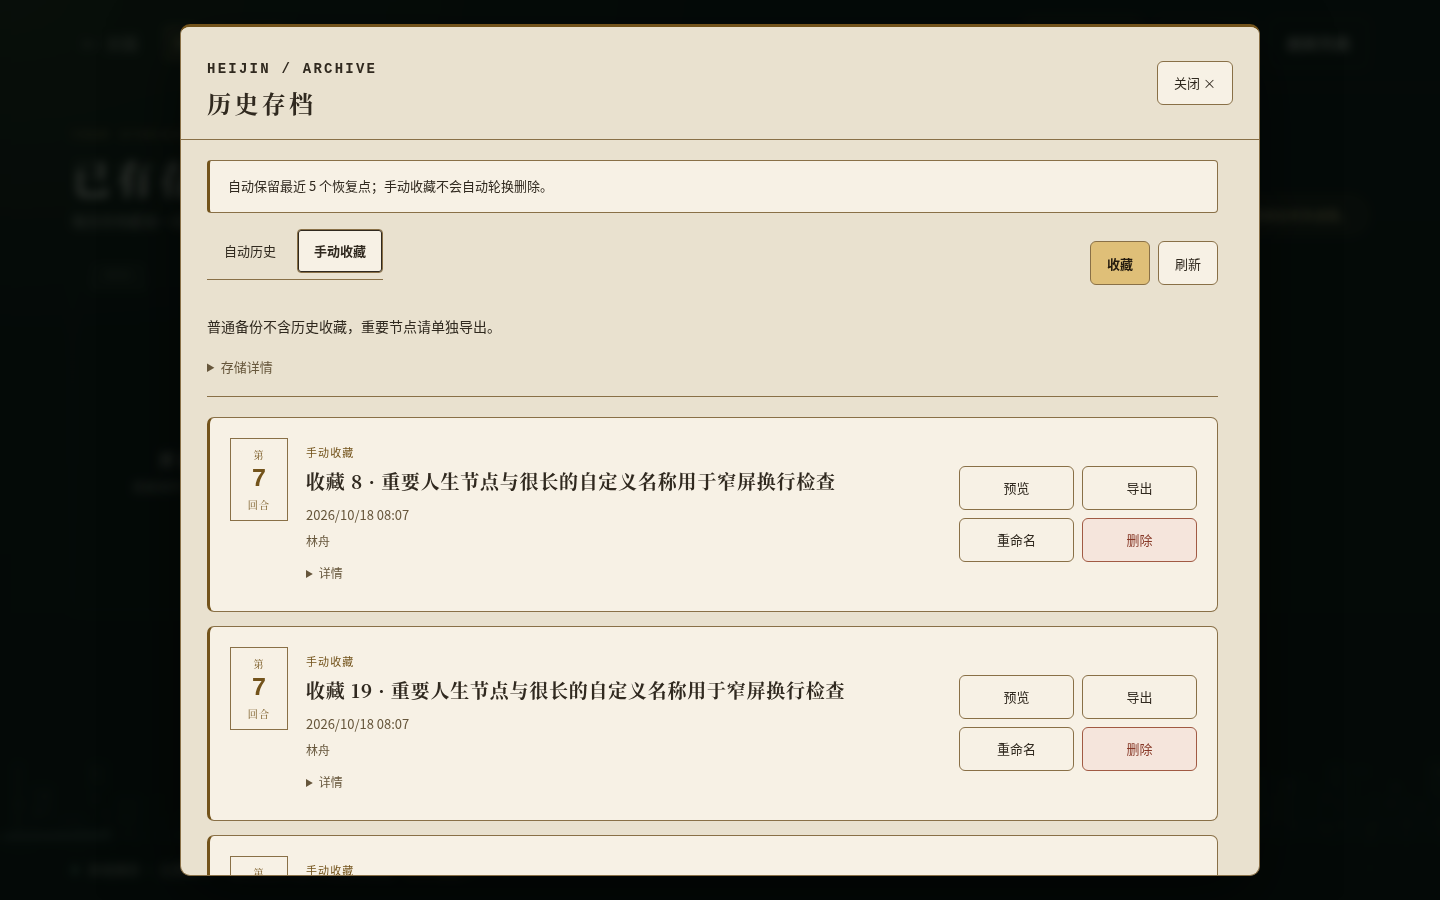 HEIJIN / ARCHIVE
历史存档
关闭 ×
自动保留最近 5 个恢复点；手动收藏不会自动轮换删除。
自动历史
手动收藏
收藏
刷新
普通备份不含历史收藏，重要节点请单独导出。
▶ 存储详情
第
7
回合
手动收藏
收藏 8 · 重要人生节点与很长的自定义名称用于窄屏换行检查
2026/10/18 08:07
林舟
▶ 详情
预览
导出
重命名
删除
第
7
回合
手动收藏
收藏 19 · 重要人生节点与很长的自定义名称用于窄屏换行检查
2026/10/18 08:07
林舟
▶ 详情
预览
导出
重命名
删除
第
手动收藏